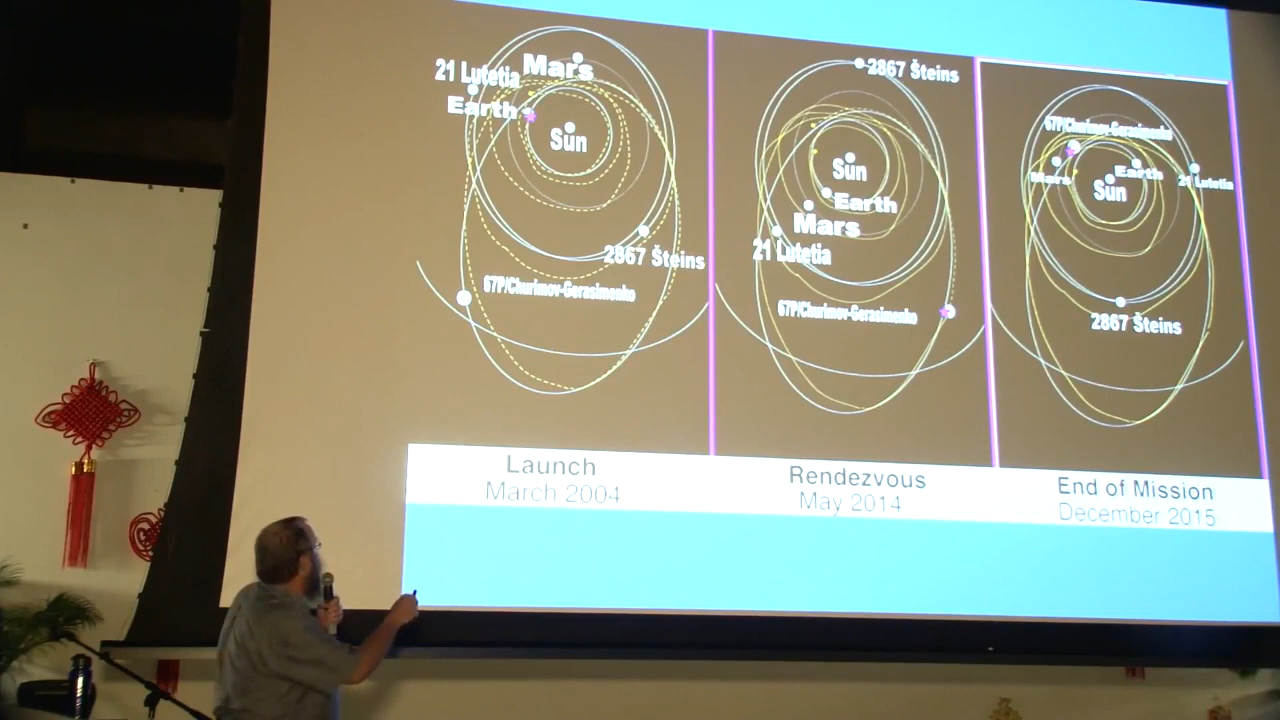 21 Lutetia
Mars
Earth
Sun
2867 Šteins
67P/Churimov-Gerasimenko
Launch
March 2004
2867 Šteins
Sun
Earth
Mars
21 Lutetia
67P/Churimov-Gerasimenko
Rendezvous
May 2014
67P/Churimov-Gerasimenko
Mars
Earth
Sun
21 Lutetia
2867 Šteins
End of Mission
December 2015